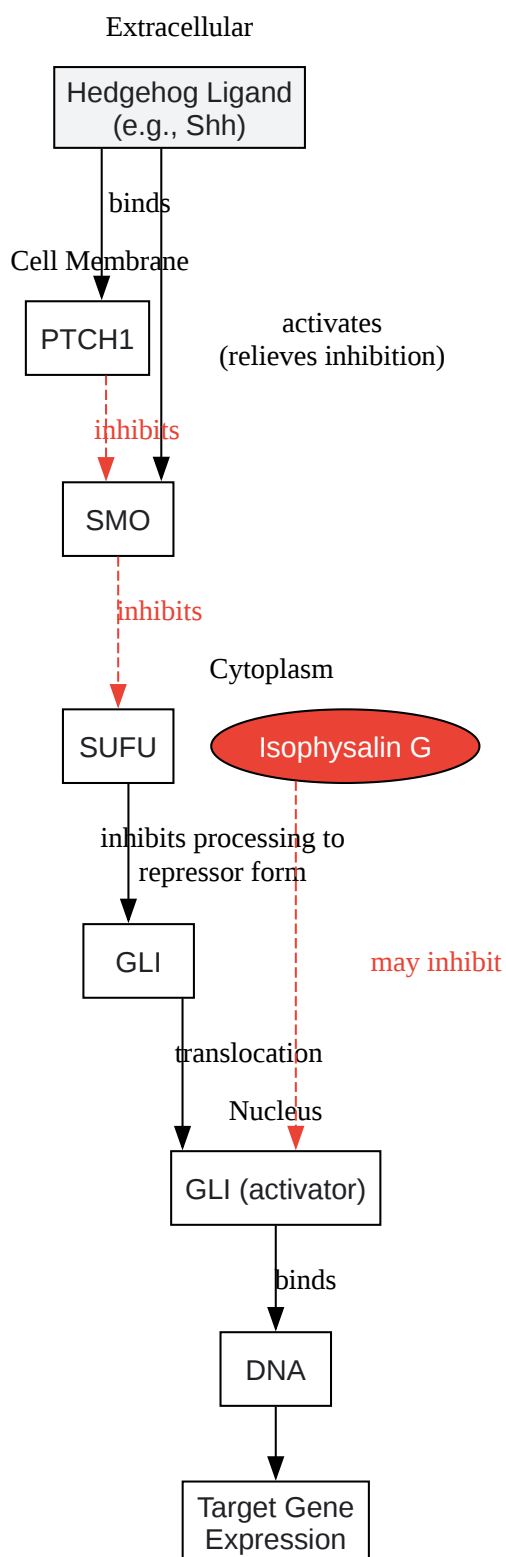 Extracellular
Hedgehog Ligand
(e.g., Shh)
binds
Cell Membrane
PTCH1
activates
(relieves inhibition)
inhibits
SMO
inhibits
Cytoplasm
SUFU
Isophysalin G
inhibits processing to
repressor form
GLI
may inhibit
translocation
Nucleus
GLI (activator)
binds
DNA
Target Gene
Expression